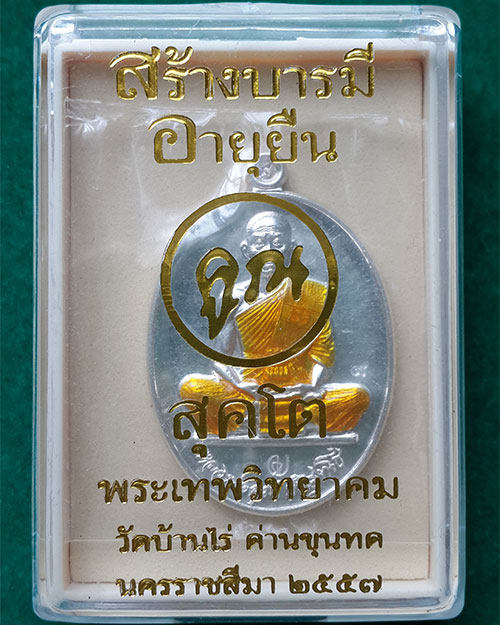 สร้างบารมี
อายุยืน
คูณ
สุคโต
พระเทพวิทยาคม
วัดบ้านไร่ ด่านขุนทด
นครราชสีมา ๒๕๕๗